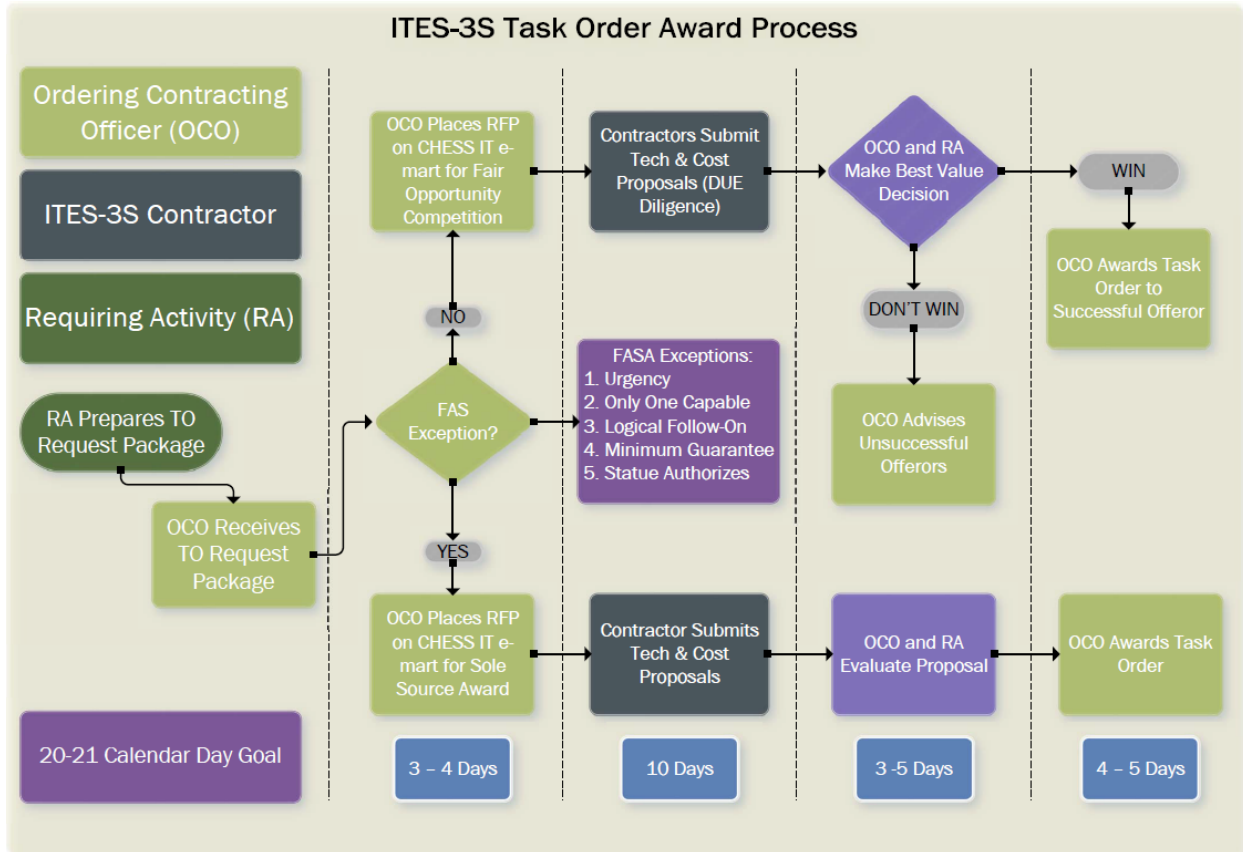 ITES-3S Task Order Award Process
Ordering Contracting
Officer (OCO)
ITES-3S Contractor
Requiring Activity (RA)
RA Prepares TO
Request Package
OCO Receives
TO Request
Package
20-21 Calendar Day Goal
OCO Places RFP
on CHESS IT e-
mart for Fair
Opportunity
Competition
NO
FAS
Exception?
YES
OCO Places RFP
on CHESS IT e-
mart for Sole
Source Award
3 – 4 Days
Contractors Submit
Tech & Cost
Proposals (DUE
Diligence)
FASA Exceptions:
1. Urgency
2. Only One Capable
3. Logical Follow-On
4. Minimum Guarantee
5. Statue Authorizes
Contractor Submits
Tech & Cost
Proposals
10 Days
OCO and RA
Make Best Value
Decision
DON'T WIN
OCO Advises
Unsuccessful
Offerors
OCO and RA
Evaluate Proposal
3 -5 Days
WIN
OCO Awards Task
Order to
Successful Offeror
OCO Awards Task
Order
4 – 5 Days